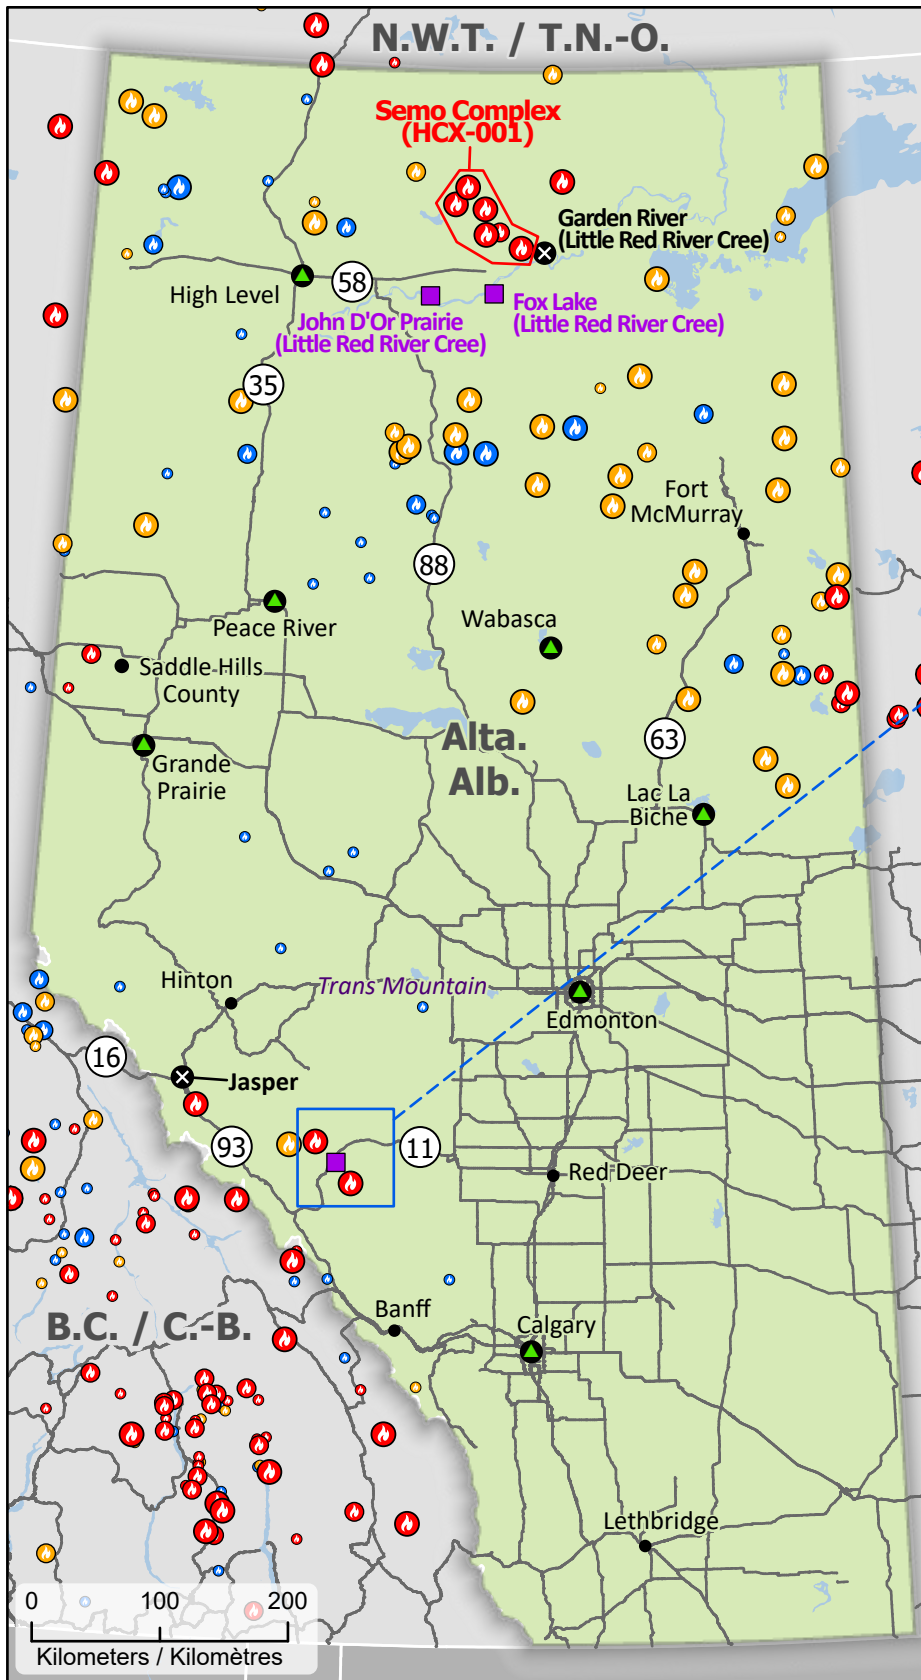 N.W.T. / T.N.-O.
Semo Complex
(HCX-001)
Garden River
(Little Red River Cree)
High Level
58
John D'Or Prairie
(Little Red River Cree)
Fox Lake
(Little Red River Cree)
35
Fort
McMurray
88
Peace River
Wabasca
Saddle Hills
County
Alta.
Alb.
63
Grande
Prairie
Lac La
Biche
Hinton
Trans Mountain
Edmonton
16
Jasper
93
11
Red Deer
B.C. / C.-B.
Banff
Calgary
Lethbridge
0 100 200
Kilometers / Kilomètres